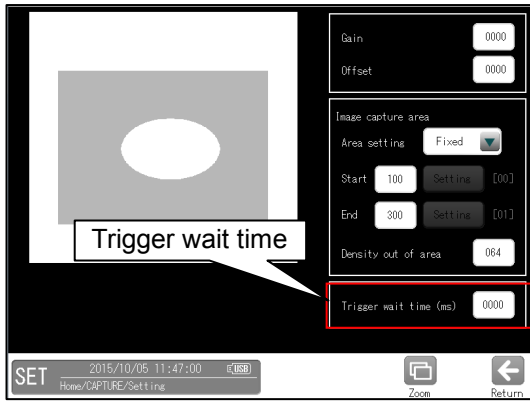 Gain 0000
Offset 0000
Image capture area
Area setting Fixed
Start 100 Setting [00]
End 300 Setting [01]
Density out of area 064
Trigger wait time
Trigger wait time (ms) 0000
SET 2015/10/05 11:47:00 USB
Home/CAPTURE/Setting
Zoom Return